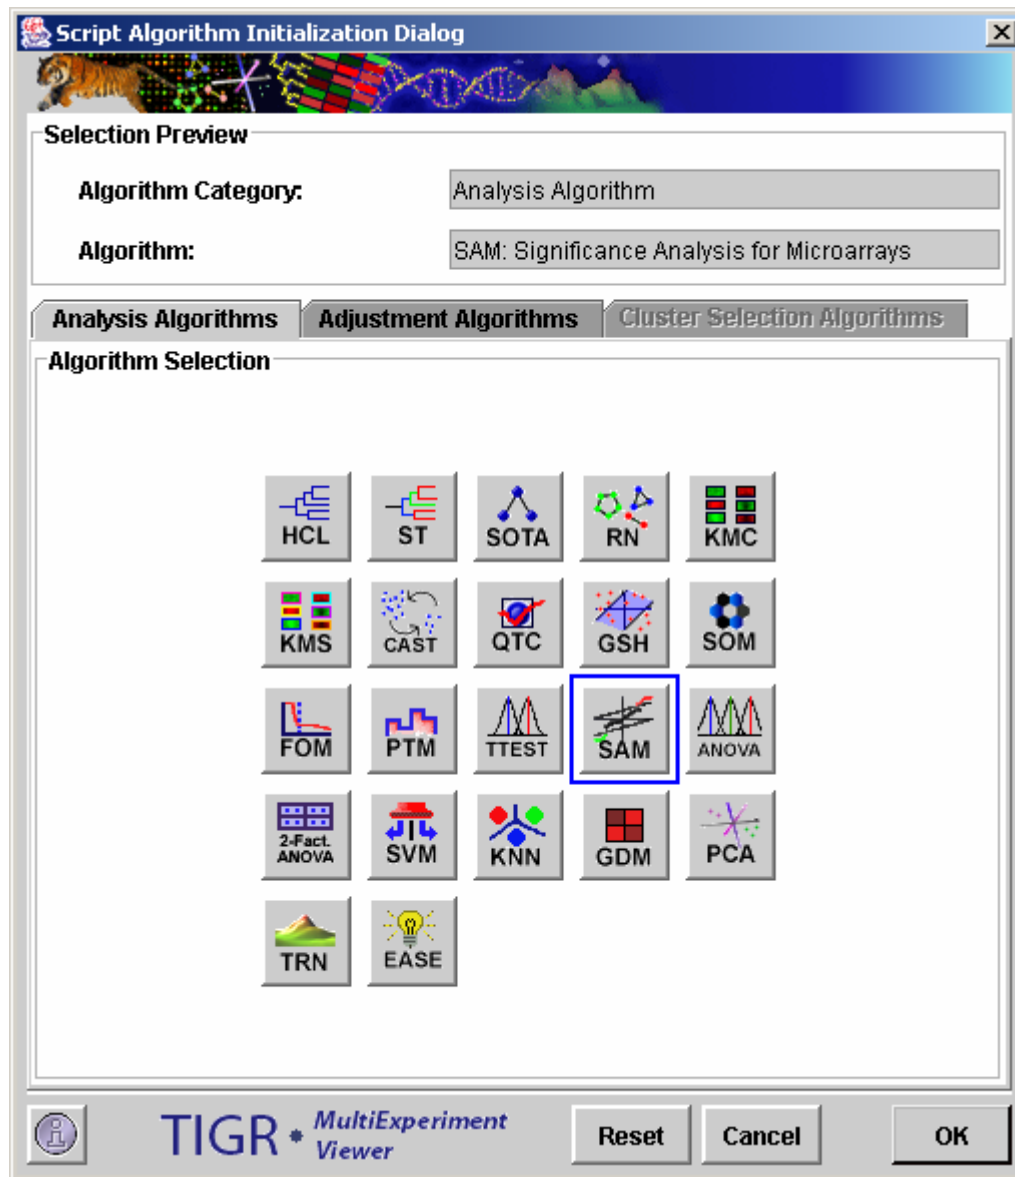 Script Algorithm Initialization Dialog
Selection Preview
Algorithm Category: Analysis Algorithm
Algorithm: SAM: Significance Analysis for Microarrays
Analysis Algorithms Adjustment Algorithms Cluster Selection Algorithms
Algorithm Selection
HCL ST SOTA RN KMC
KMS CAST QTC GSH SOM
FOM PTM TTEST SAM ANOVA
2-Fact. ANOVA SVM KNN GDM PCA
TRN EASE
TIGR MultiExperiment Viewer Reset Cancel OK